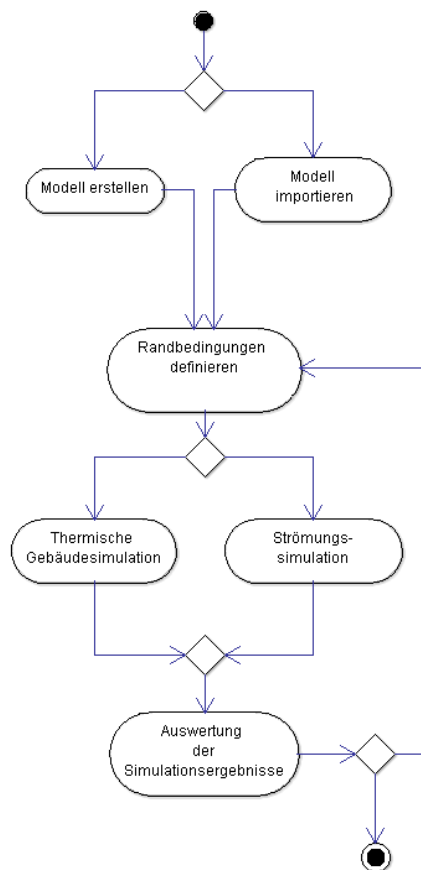 Modell erstellen
Modell
importieren
Randbedingungen
definieren
Thermische
Gebäudesimulation
Strömungs-
simulation
Auswertung
der
Simulationsergebnisse